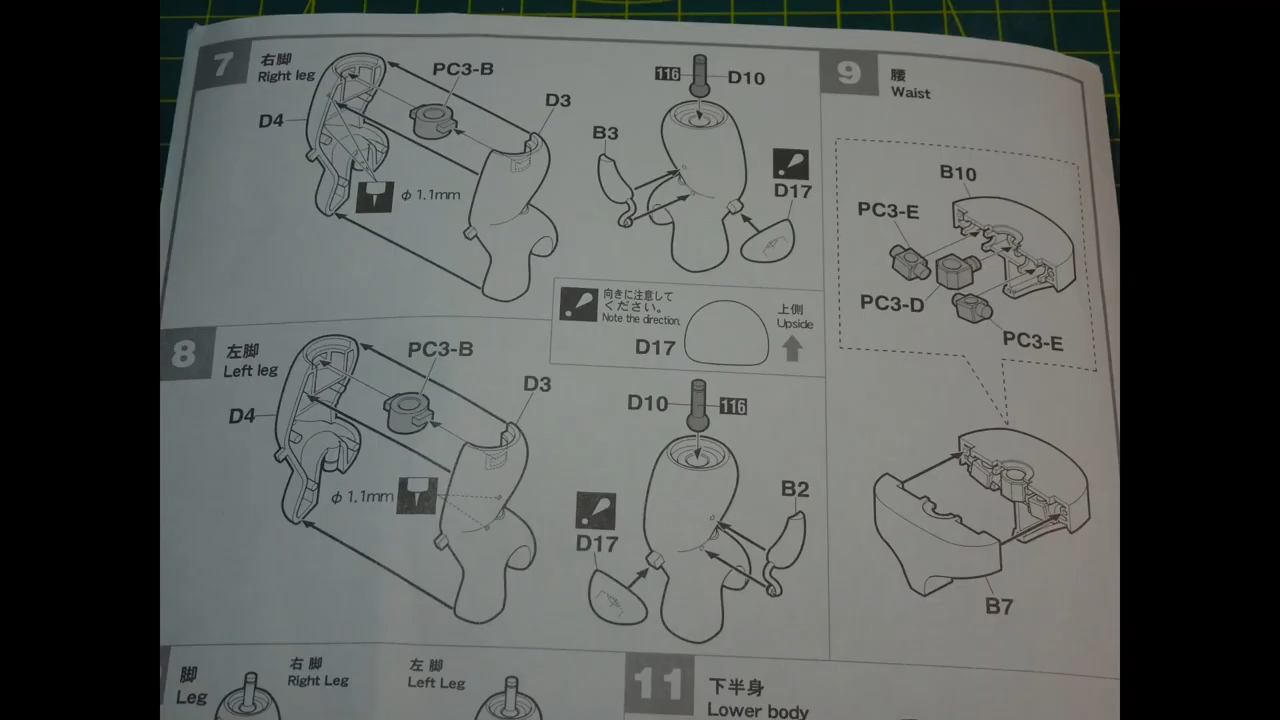 7
右脚
Right leg
PC3-B
D4
D3
φ 1.1mm
B3
116
D10
D17
向きに注意して
ください。
Note the direction.
D17
上側
Upside
8
左脚
Left leg
PC3-B
D3
D4
φ 1.1mm
D10
116
B2
D17
9
腰
Waist
B10
PC3-E
PC3-D
PC3-E
B7
脚
Leg
右脚
Right Leg
左脚
Left Leg
11
下半身
Lower body